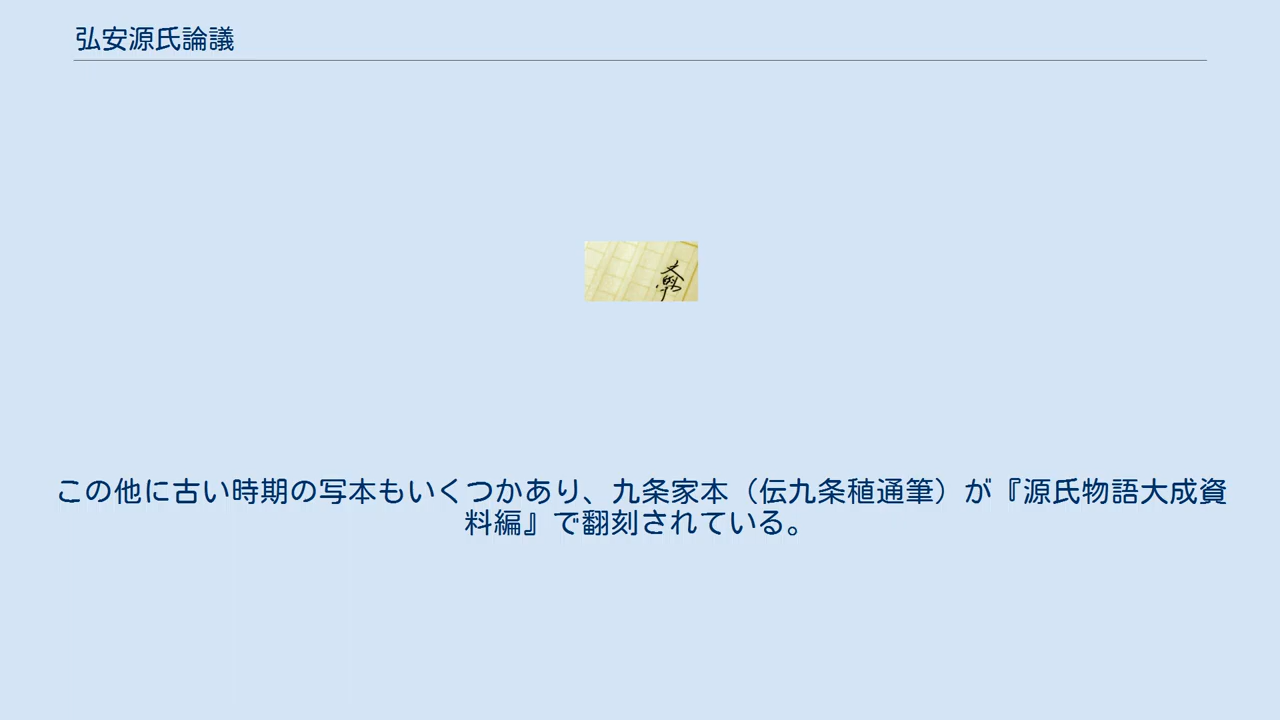 弘安源氏論議
この他に古い時期の写本もいくつかあり、九条家本（伝九条稙通筆）が『源氏物語大成資
料編』で翻刻されている。